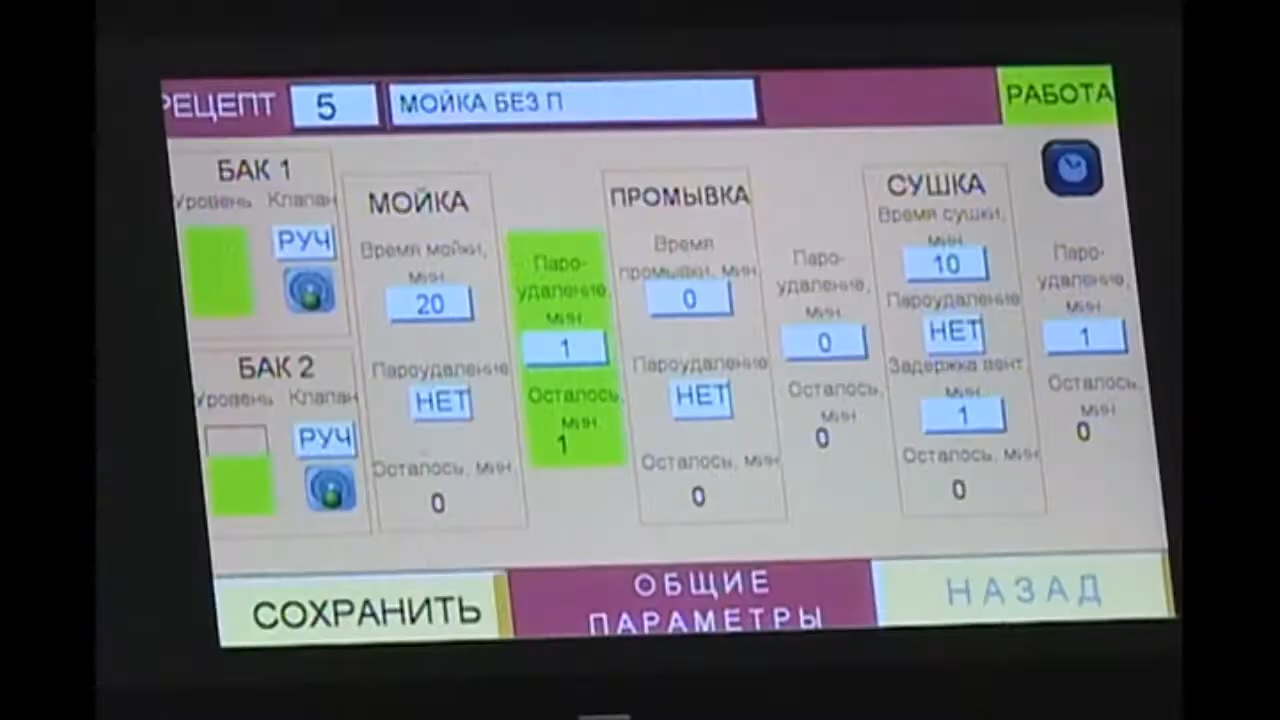 РЕЦЕПТ 5 МОЙКА БЕЗ П РАБОТА
БАК 1
Уровень Клапан
РУЧ
БАК 2
Уровень Клапан
РУЧ
МОЙКА
Время мойки,
мин
20
Пароудаление
НЕТ
Осталось, мин
0
Паро-
удаление,
мин
1
Осталось,
мин
1
ПРОМЫВКА
Время
промывки, мин
0
Пароудаление
НЕТ
Осталось, мин
0
Паро-
удаление,
мин
0
Осталось,
мин
0
СУШКА
Время сушки,
мин
10
Пароудаление
НЕТ
Задержка вент,
мин
1
Осталось, мин
0
Паро-
удаление,
мин
1
Осталось,
мин
0
СОХРАНИТЬ
ОБЩИЕ
ПАРАМЕТРЫ
НАЗАД